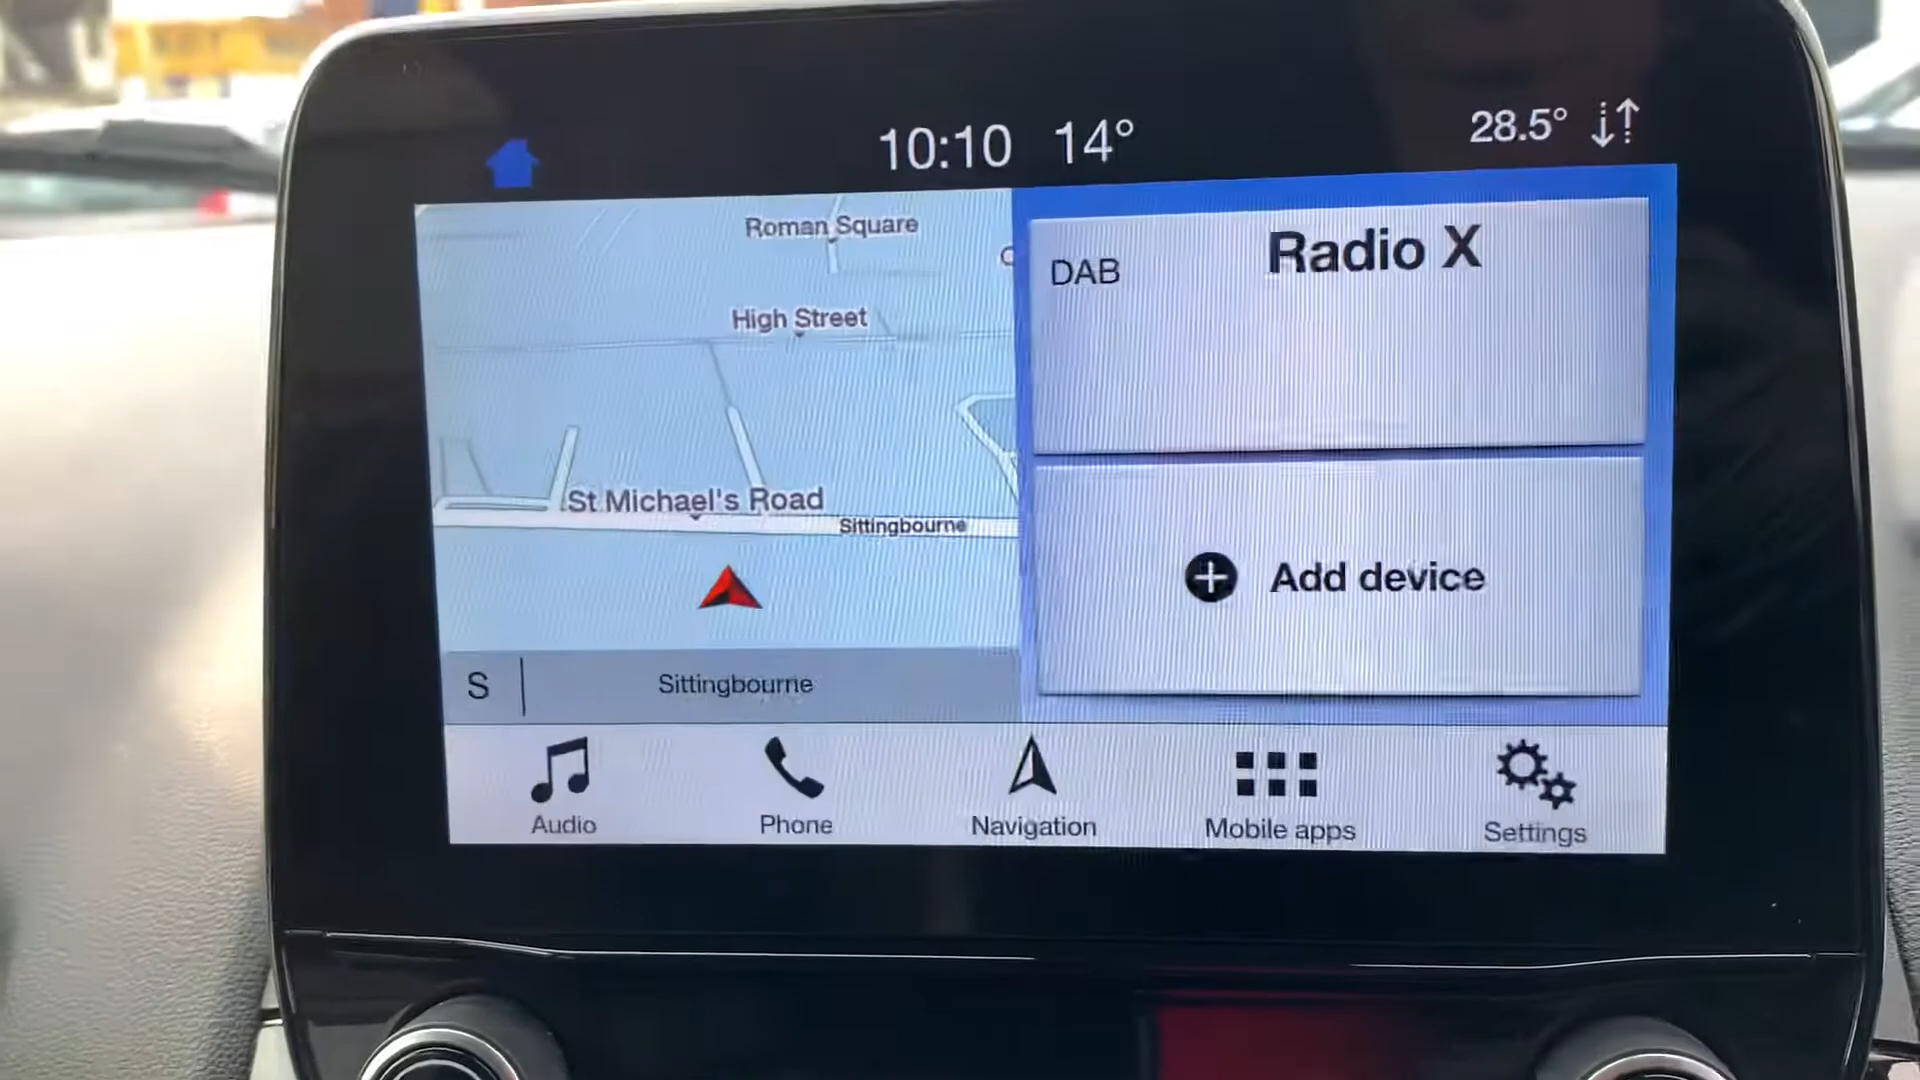 10:10 14° 28.5°
Roman Square
High Street
St Michael's Road
Sittingbourne
S Sittingbourne
DAB Radio X
Add device
Audio Phone Navigation Mobile apps Settings